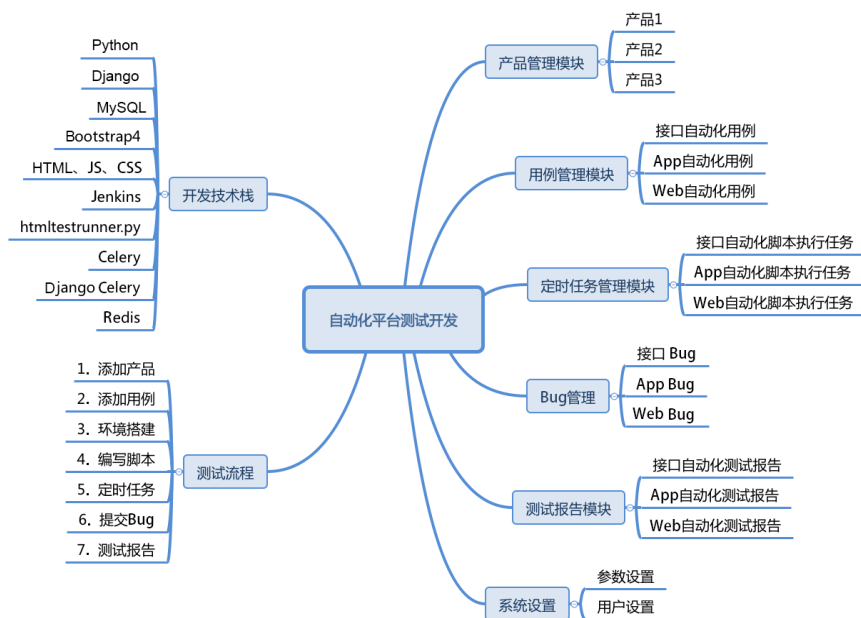 自动化平台测试开发
开发技术栈
Python
Django
MySQL
Bootstrap4
HTML、JS、CSS
Jenkins
htmltestrunner.py
Celery
Django Celery
Redis
测试流程
1. 添加产品
2. 添加用例
3. 环境搭建
4. 编写脚本
5. 定时任务
6. 提交Bug
7. 测试报告
产品管理模块
产品1
产品2
产品3
用例管理模块
接口自动化用例
App自动化用例
Web自动化用例
定时任务管理模块
接口自动化脚本执行任务
App自动化脚本执行任务
Web自动化脚本执行任务
Bug管理
接口 Bug
App Bug
Web Bug
测试报告模块
接口自动化测试报告
App自动化测试报告
Web自动化测试报告
系统设置
参数设置
用户设置